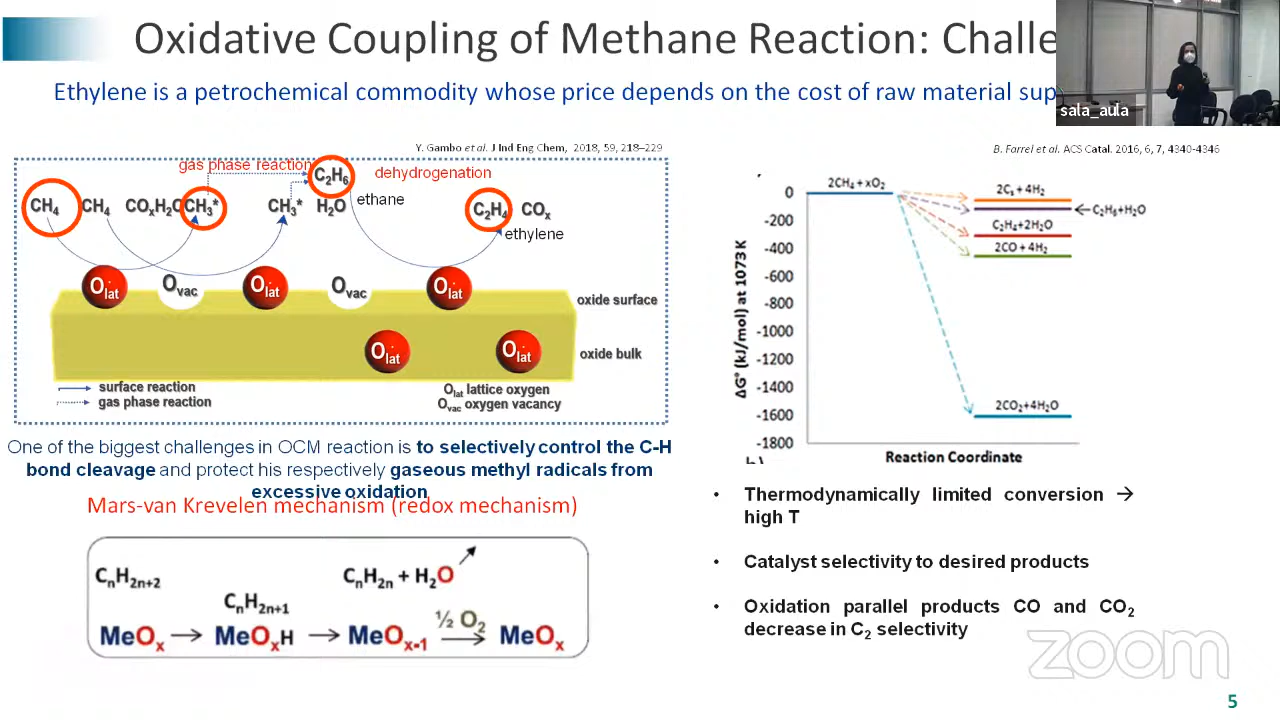 Oxidative Coupling of Methane Reaction: Challe
Ethylene is a petrochemical commodity whose price depends on the cost of raw material sup
sala_aula
Y. Gambo et al. J Ind Eng Chem, 2018, 59, 218–229
gas phase reaction
C₂H₆
dehydrogenation
CH₄ CH₄ COₓH₂O CH₃* CH₃* H₂O ethane C₂H₄ COₓ
ethylene
Oₗₐₜ Oᵥₐc Oₗₐₜ Oᵥₐc Oₗₐₜ
oxide surface
Oₗₐₜ Oₗₐₜ oxide bulk
surface reaction
gas phase reaction
Oₗₐₜ lattice oxygen
Oᵥₐc oxygen vacancy
One of the biggest challenges in OCM reaction is to selectively control the C-H
bond cleavage and protect his respectively gaseous methyl radicals from
excessive oxidation
Mars-van Krevelen mechanism (redox mechanism)
CₙH₂ₙ₊₂ CₙH₂ₙ + H₂O
CₙH₂ₙ₊₁ ½ O₂
MeOₓ → MeOₓH → MeOₓ₋₁ → MeOₓ
B. Farrel et al. ACS Catal. 2016, 6, 7, 4340-4346
ΔG° (kJ/mol) at 1073K
0
-200
-400
-600
-800
-1000
-1200
-1400
-1600
-1800
2CH₄ + xO₂
2Cₛ + 4H₂
C₂H₆+H₂O
C₂H₄+2H₂O
2CO + 4H₂
2CO₂+4H₂O
Reaction Coordinate
• Thermodynamically limited conversion →
high T
• Catalyst selectivity to desired products
• Oxidation parallel products CO and CO₂
decrease in C₂ selectivity
zoom
5